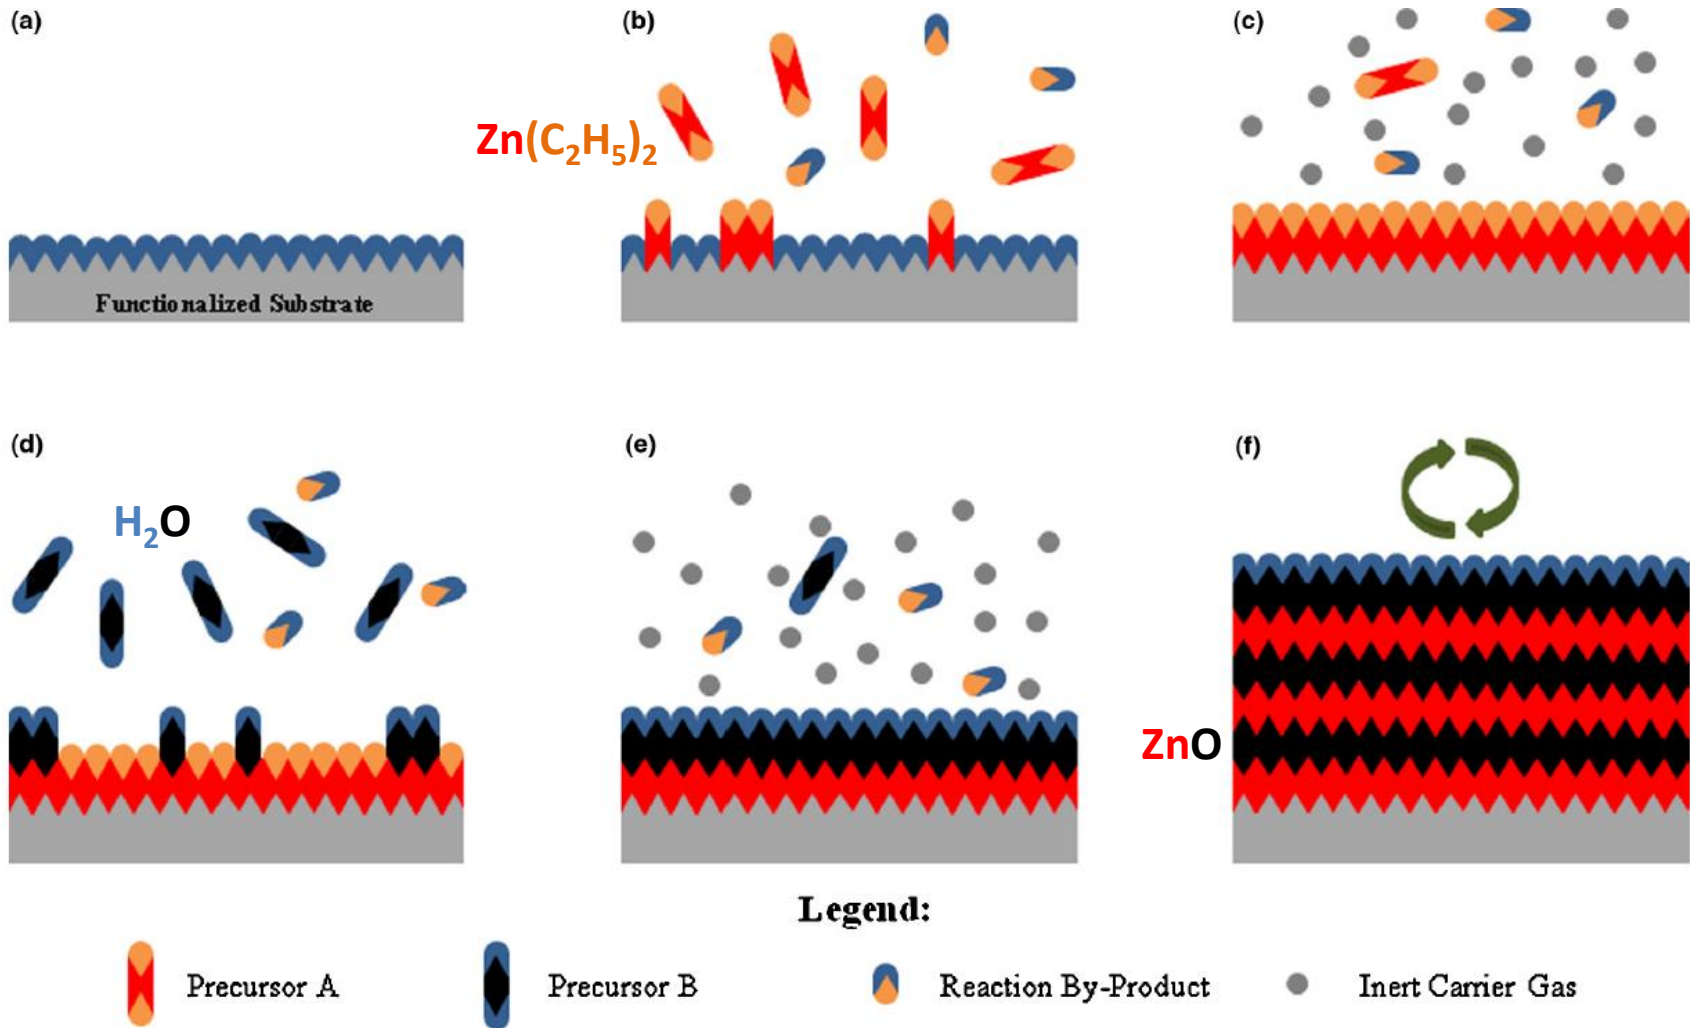 (a)
(b)
(c)
Zn(C₂H₅)₂
Functionalized Substrate
(d)
(e)
(f)
H₂O
ZnO
Legend:
Precursor A
Precursor B
Reaction By-Product
Inert Carrier Gas